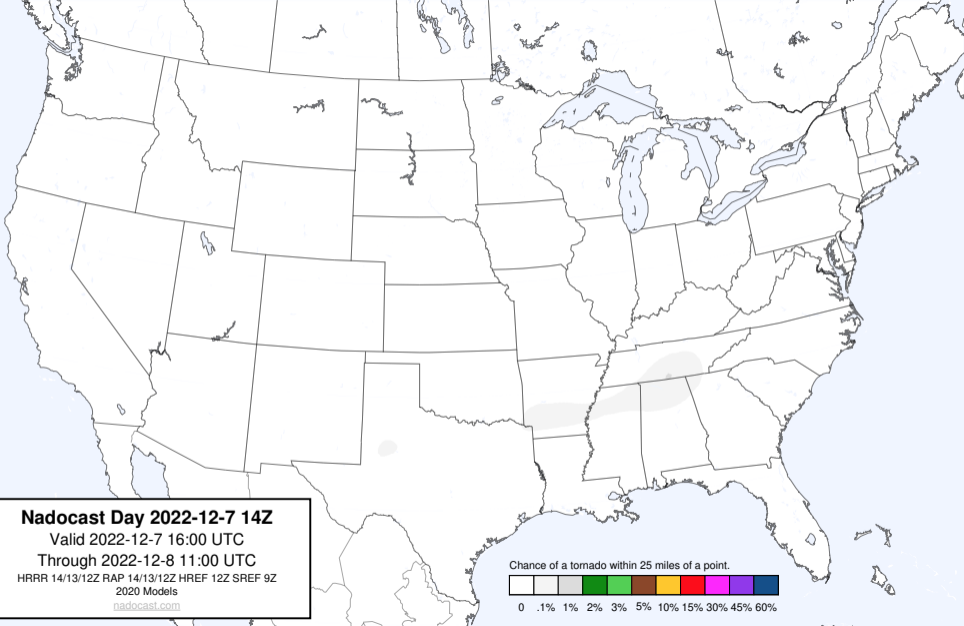 Nadocast Day 2022-12-7 14Z
Valid 2022-12-7 16:00 UTC
Through 2022-12-8 11:00 UTC
HRRR 14/13/12Z RAP 14/13/12Z HREF 12Z SREF 9Z
2020 Models
nadocast.com
Chance of a tornado within 25 miles of a point.
0 .1% 1% 2% 3% 5% 10% 15% 30% 45% 60%